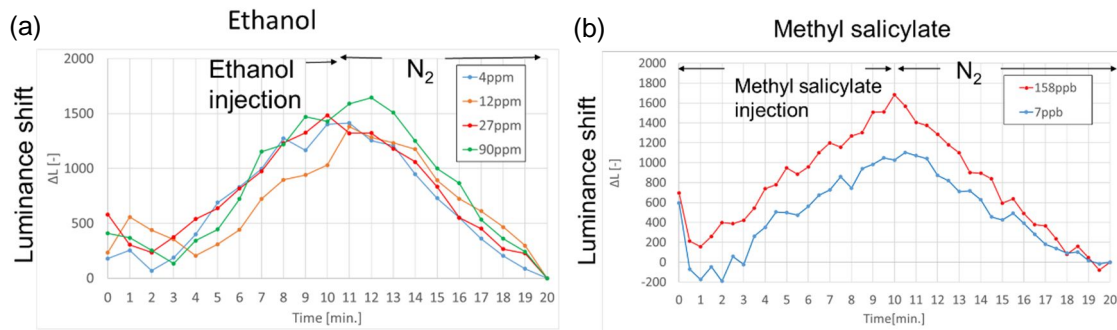 (a)
Ethanol
Luminance shift
ΔL [-]
2000
1500
1000
500
0
Ethanol
injection
N2
4ppm
12ppm
27ppm
90ppm
0 1 2 3 4 5 6 7 8 9 10 11 12 13 14 15 16 17 18 19 20
Time [min.]
(b)
Methyl salicylate
Luminance shift
ΔL [-]
2000
1800
1600
1400
1200
1000
800
600
400
200
0
-200
Methyl salicylate
injection
N2
158ppb
7ppb
0 1 2 3 4 5 6 7 8 9 10 11 12 13 14 15 16 17 18 19 20
Time[min.]